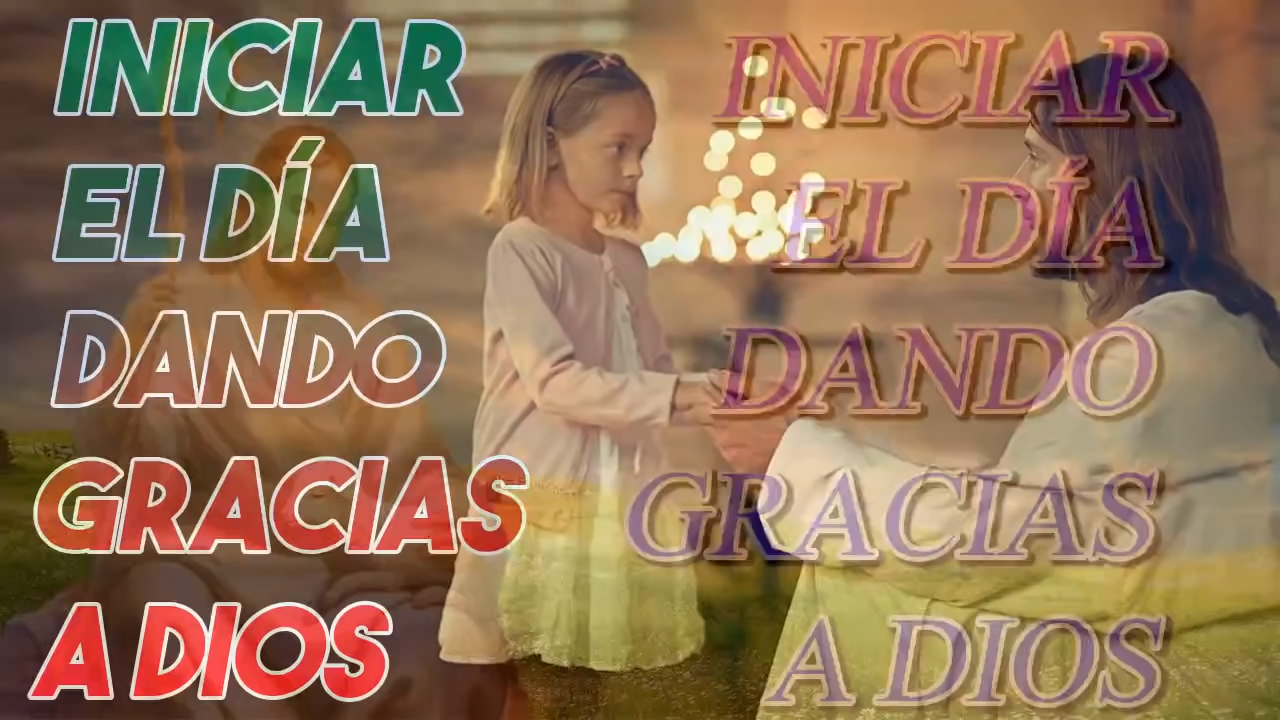 INICIAR
EL DÍA
DANDO
GRACIAS
A DIOS
INICIAR
EL DÍA
DANDO
GRACIAS
A DIOS